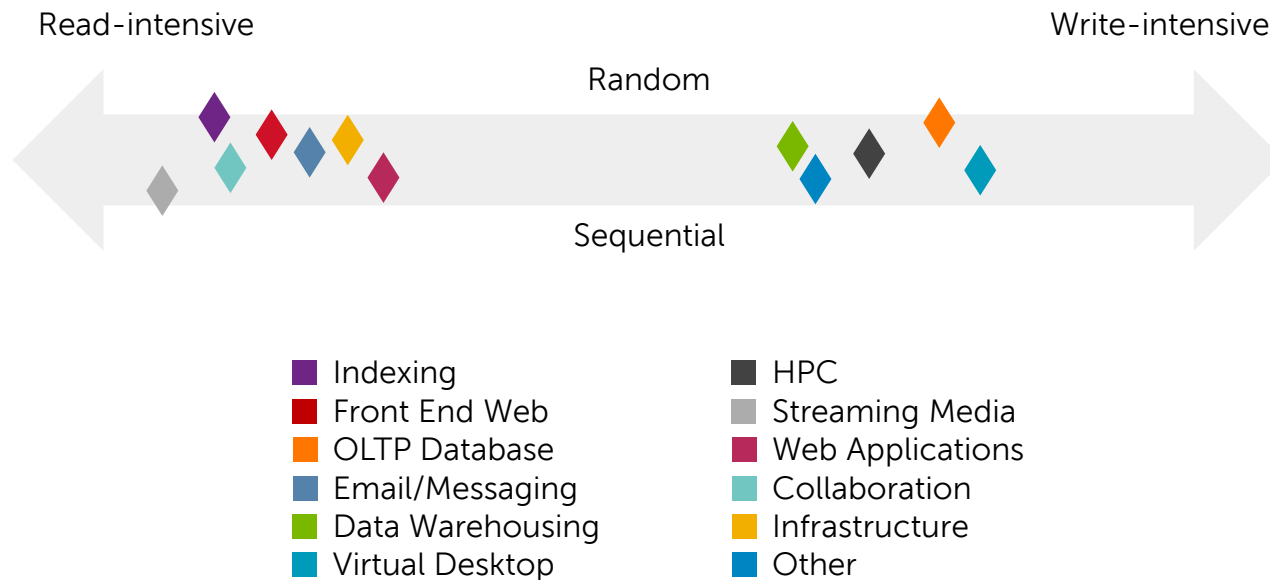 Read-intensive
Write-intensive
Random
Sequential
Indexing
Front End Web
OLTP Database
Email/Messaging
Data Warehousing
Virtual Desktop
HPC
Streaming Media
Web Applications
Collaboration
Infrastructure
Other